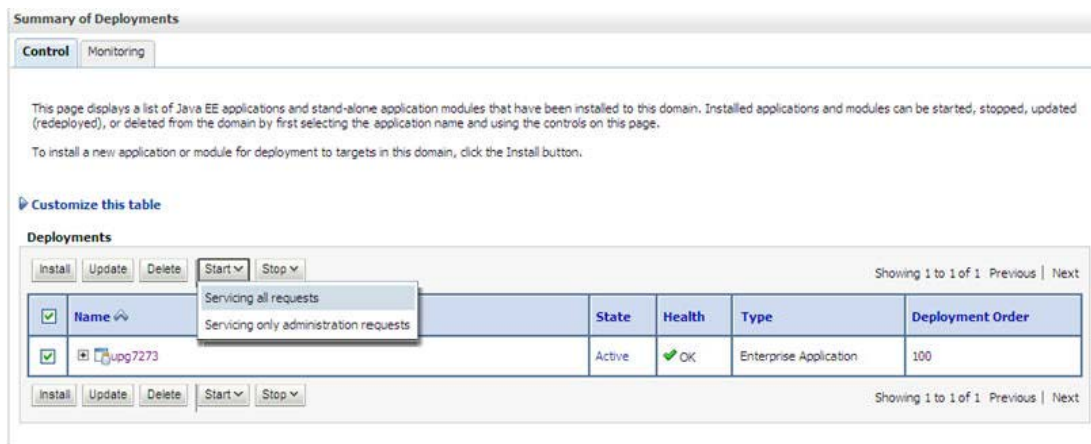 Summary of Deployments
Control Monitoring
This page displays a list of Java EE applications and stand-alone application modules that have been installed to this domain. Installed applications and modules can be started, stopped, updated
(redeployed), or deleted from the domain by first selecting the application name and using the controls on this page.
To install a new application or module for deployment to targets in this domain, click the Install button.
Customize this table
Deployments
Install Update Delete Start Stop Showing 1 to 1 of 1 Previous | Next
Servicing all requests
Servicing only administration requests
Name State Health Type Deployment Order
upg7273 Active OK Enterprise Application 100
Install Update Delete Start Stop Showing 1 to 1 of 1 Previous | Next